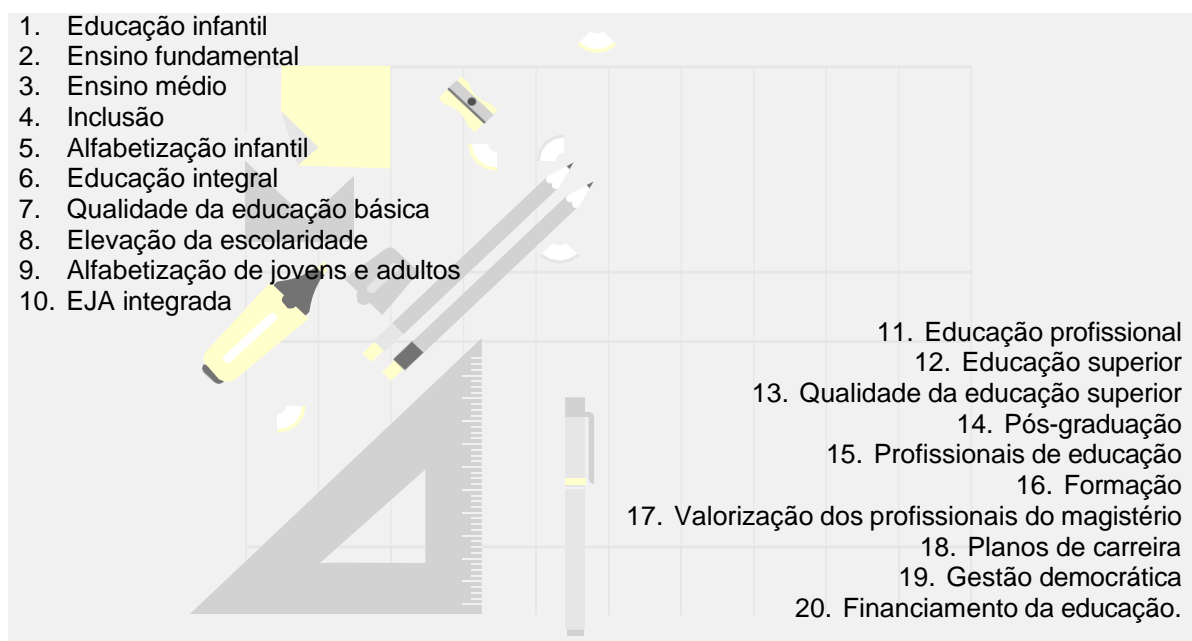 1. Educação infantil
2. Ensino fundamental
3. Ensino médio
4. Inclusão
5. Alfabetização infantil
6. Educação integral
7. Qualidade da educação básica
8. Elevação da escolaridade
9. Alfabetização de jovens e adultos
10. EJA integrada
11. Educação profissional
12. Educação superior
13. Qualidade da educação superior
14. Pós-graduação
15. Profissionais de educação
16. Formação
17. Valorização dos profissionais do magistério
18. Planos de carreira
19. Gestão democrática
20. Financiamento da educação.